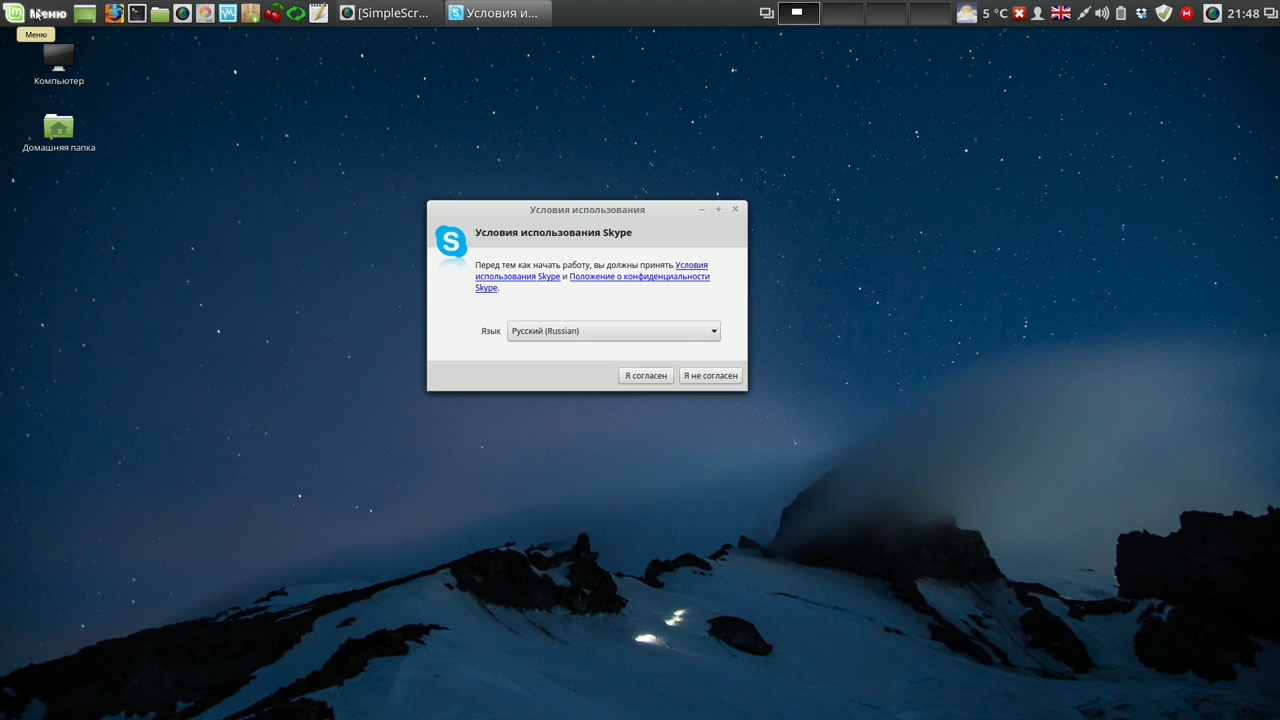 Меню
[SimpleScr...
Условия и...
5 °C
21:48
Меню
Компьютер
Домашняя папка
Условия использования
Условия использования Skype
Перед тем как начать работу, вы должны принять Условия
использования Skype и Положение о конфиденциальности
Skype.
Язык
Русский (Russian)
Я согласен
Я не согласен